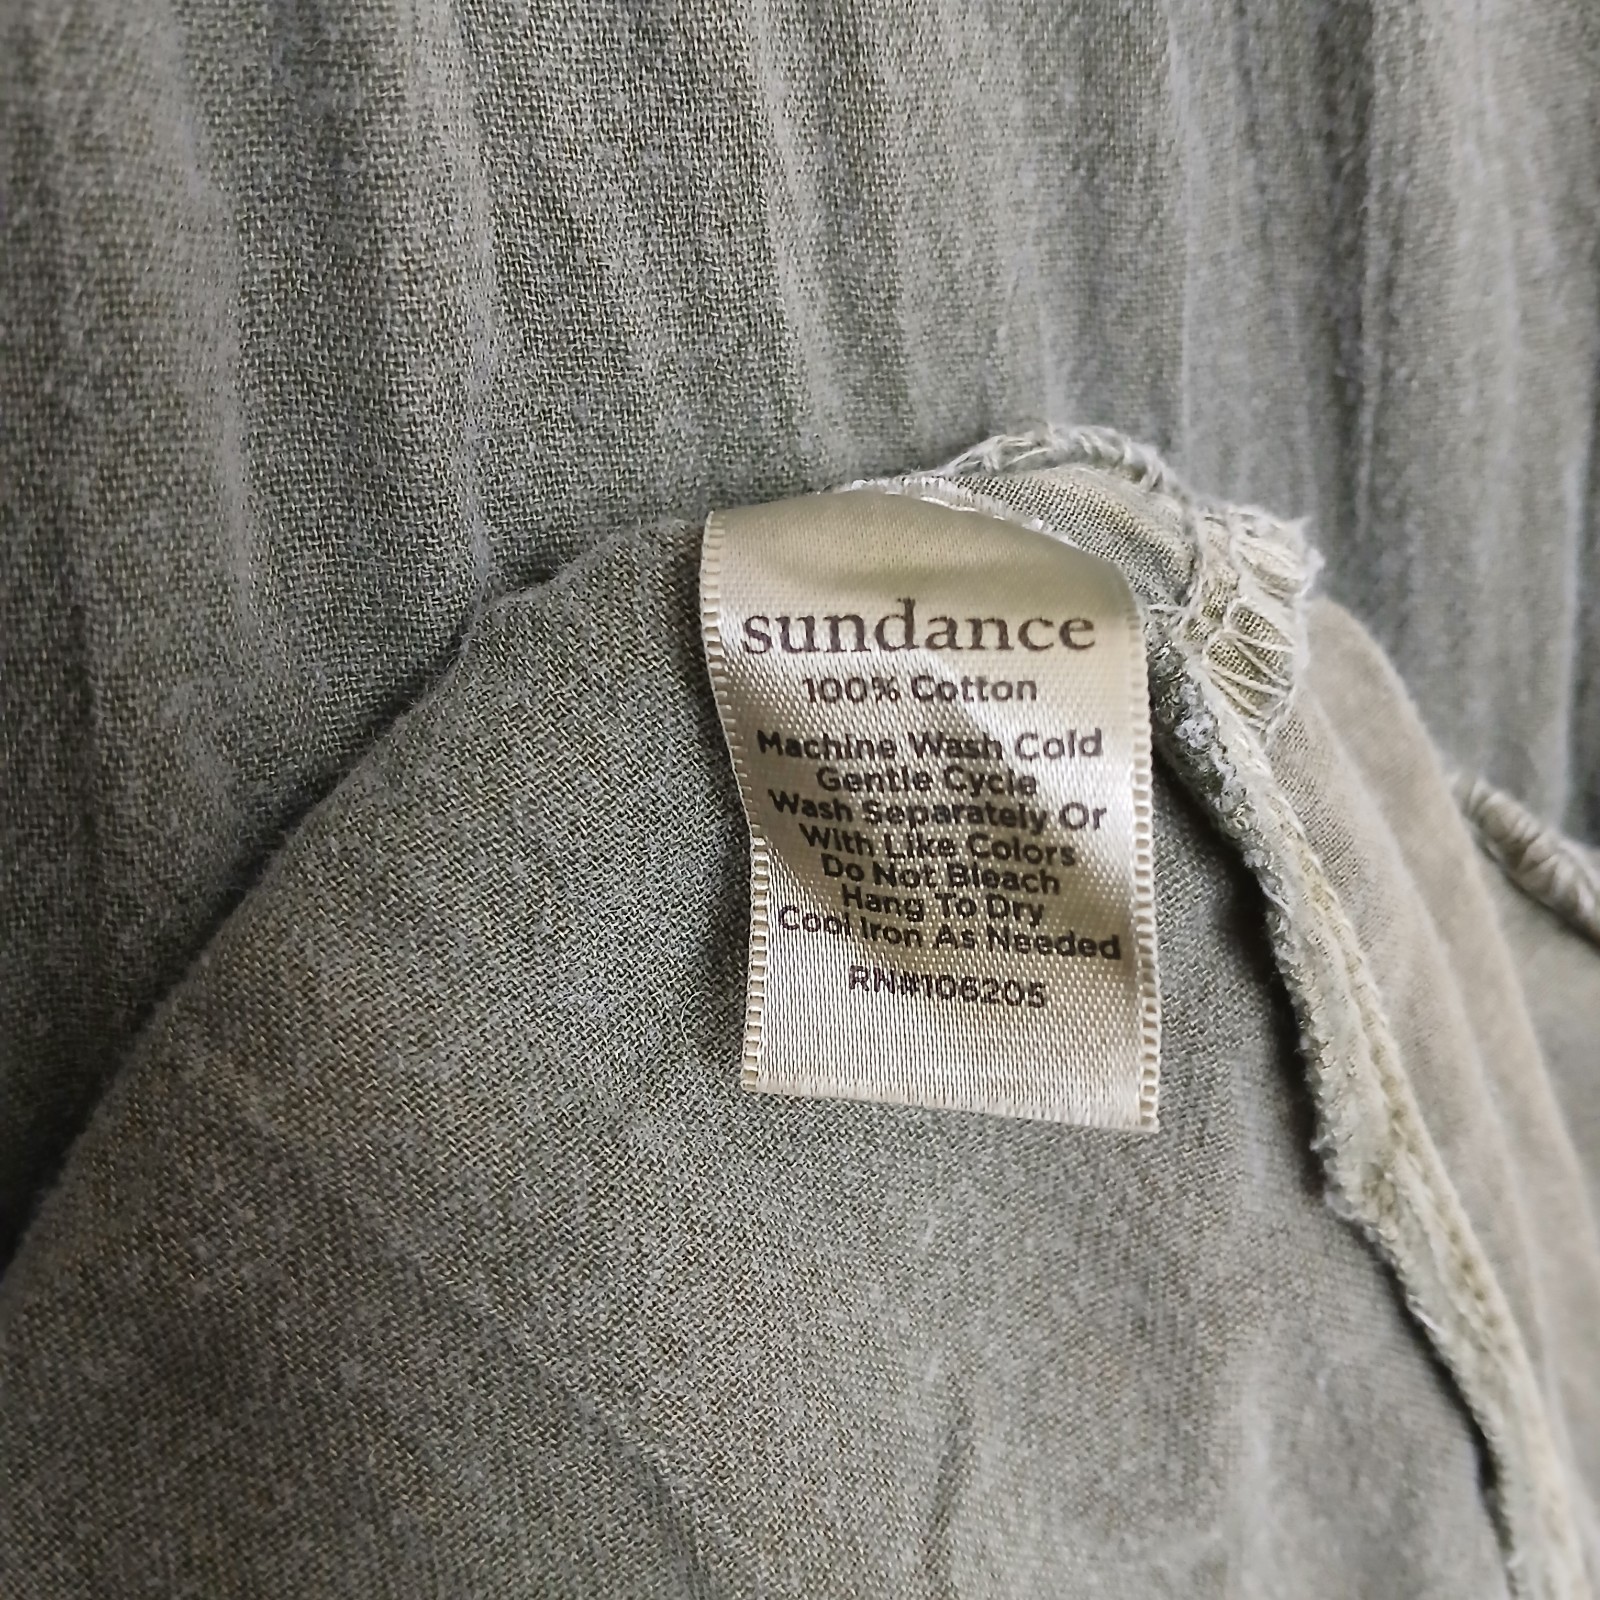 sundance
100% Cotton
Machine Wash Cold
Gentle Cycle
Wash Separately Or
With Like Colors
Do Not Bleach
Hang To Dry
Cool Iron As Needed
RN#106205